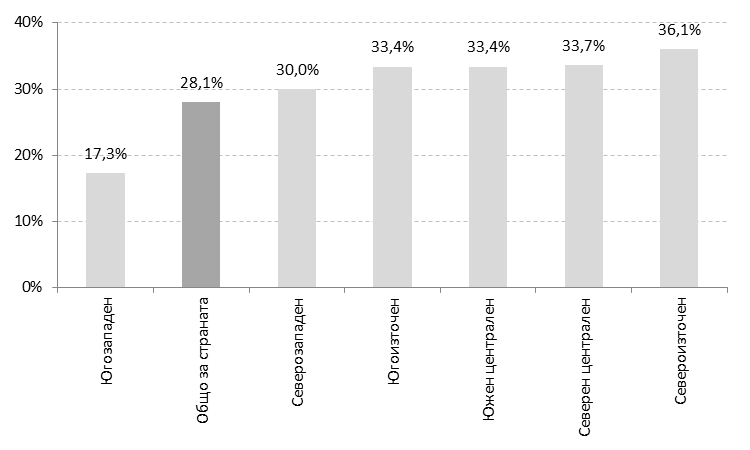 40%
30%
20%
10%
0%
17,3%
28,1%
30,0%
33,4%
33,4%
33,7%
36,1%
Югозападен
Общо за страната
Северозападен
Югоизточен
Южен централен
Северен централен
Североизточен